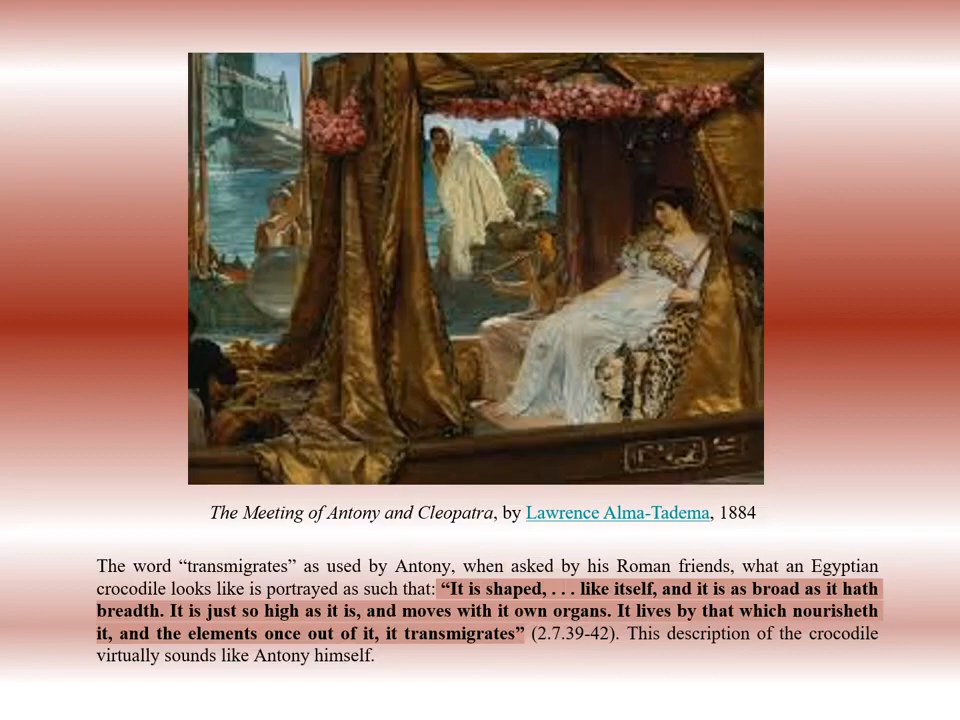 The Meeting of Antony and Cleopatra, by Lawrence Alma-Tadema, 1884
The word “transmigrates” as used by Antony, when asked by his Roman friends, what an Egyptian
crocodile looks like is portrayed as such that: “It is shaped, . . . like itself, and it is as broad as it hath
breadth. It is just so high as it is, and moves with it own organs. It lives by that which nourisheth
it, and the elements once out of it, it transmigrates” (2.7.39-42). This description of the crocodile
virtually sounds like Antony himself.